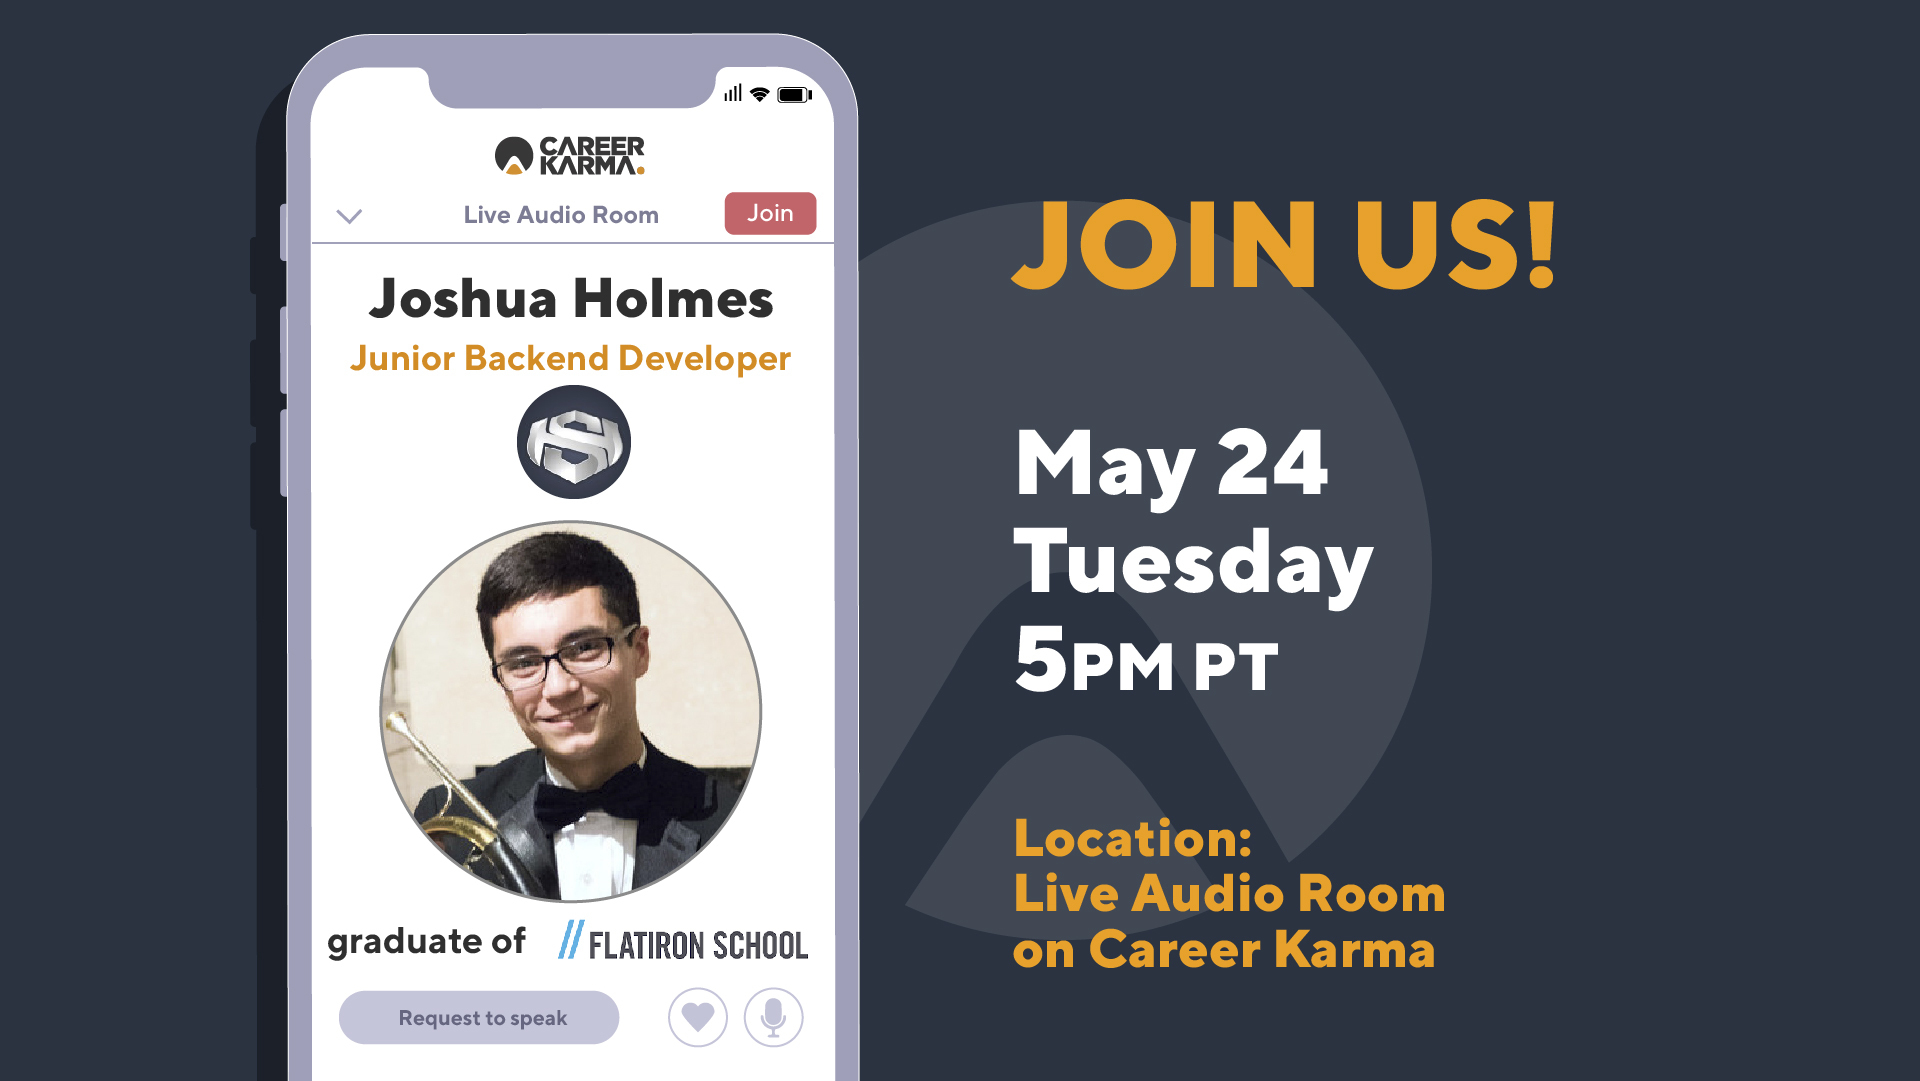 CAREER
KARMA.
Live Audio Room
Join
Joshua Holmes
Junior Backend Developer
graduate of
// FLATIRON SCHOOL
Request to speak
JOIN US!
May 24
Tuesday
5PM PT
Location:
Live Audio Room
on Career Karma